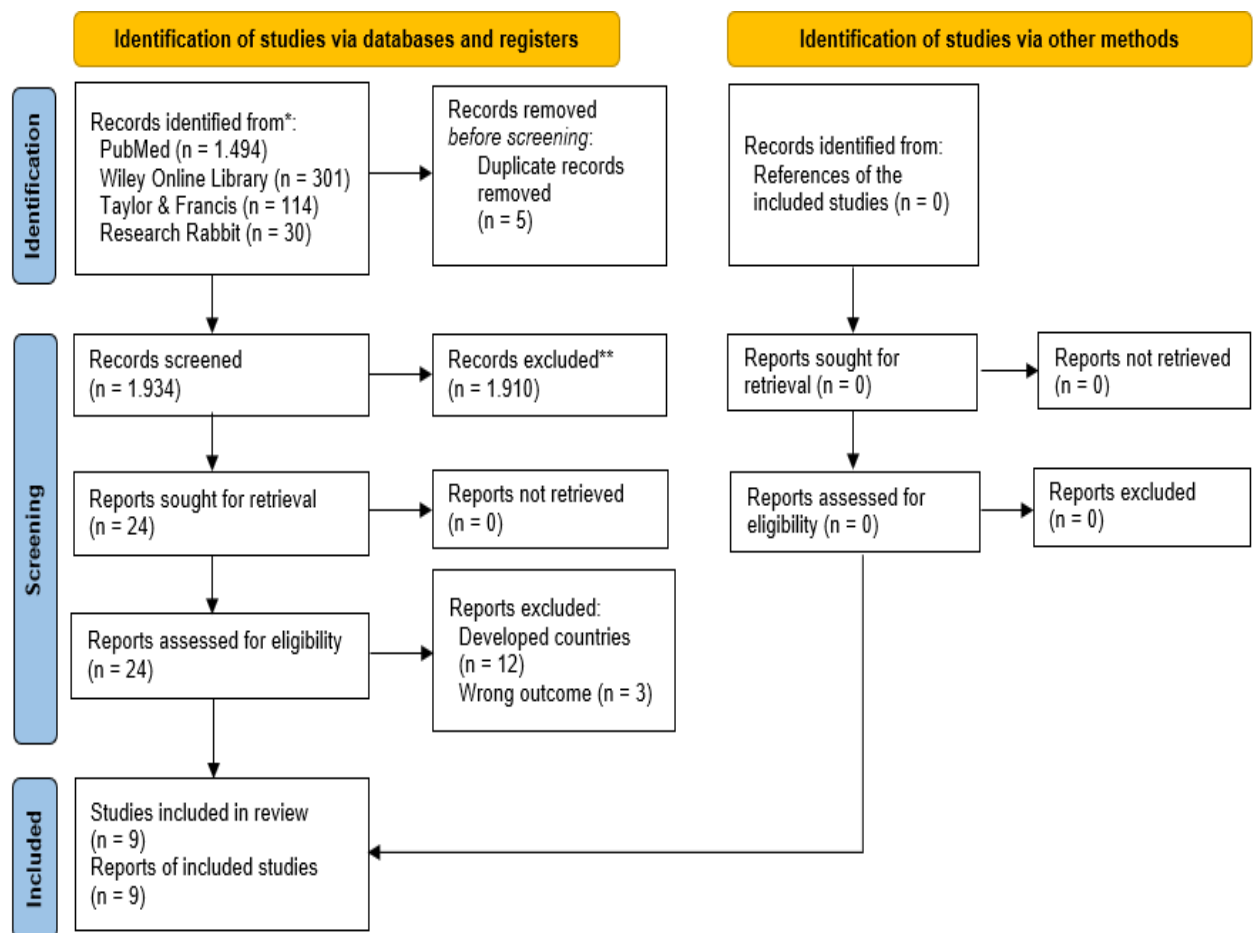 Identification of studies via databases and registers
Identification of studies via other methods
Identification
Records identified from*:
PubMed (n = 1.494)
Wiley Online Library (n = 301)
Taylor & Francis (n = 114)
Research Rabbit (n = 30)
Records removed
before screening:
Duplicate records
removed
(n = 5)
Records identified from:
References of the
included studies (n = 0)
Screening
Records screened
(n = 1.934)
Records excluded**
(n = 1.910)
Reports sought for
retrieval (n = 0)
Reports not retrieved
(n = 0)
Reports sought for retrieval
(n = 24)
Reports not retrieved
(n = 0)
Reports assessed for
eligibility (n = 0)
Reports excluded
(n = 0)
Reports assessed for eligibility
(n = 24)
Reports excluded:
Developed countries
(n = 12)
Wrong outcome (n = 3)
Included
Studies included in review
(n = 9)
Reports of included studies
(n = 9)